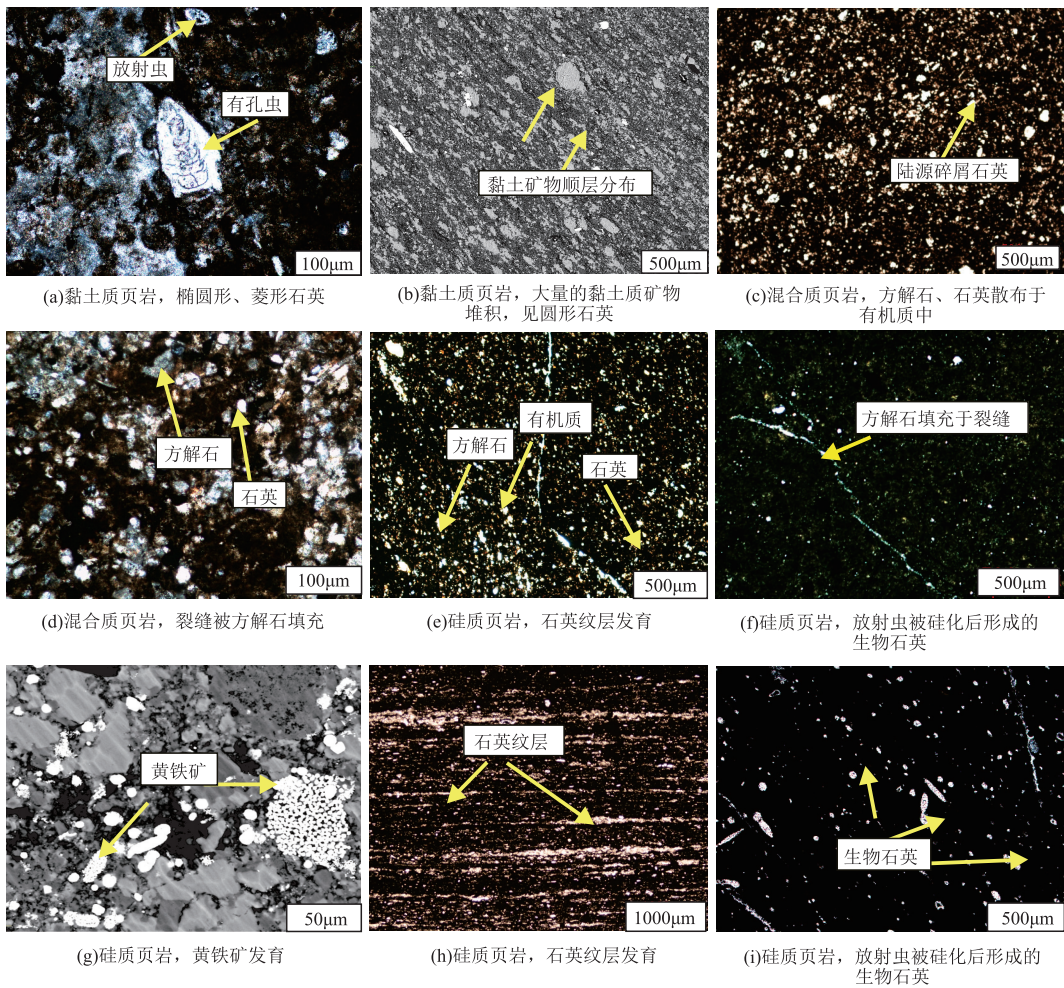 放射虫
有孔虫
100μm
(a)黏土质页岩，椭圆形、菱形石英
黏土矿物顺层分布
500μm
(b)黏土质页岩，大量的黏土质矿物
堆积，见圆形石英
陆源碎屑石英
500μm
(c)混合质页岩，方解石、石英散布于
有机质中
方解石
石英
100μm
(d)混合质页岩，裂缝被方解石填充
有机质
方解石
石英
500μm
(e)硅质页岩，石英纹层发育
方解石填充于裂缝
500μm
(f)硅质页岩，放射虫被硅化后形成的
生物石英
黄铁矿
50μm
(g)硅质页岩，黄铁矿发育
石英纹层
1000μm
(h)硅质页岩，石英纹层发育
生物石英
500μm
(i)硅质页岩，放射虫被硅化后形成的
生物石英